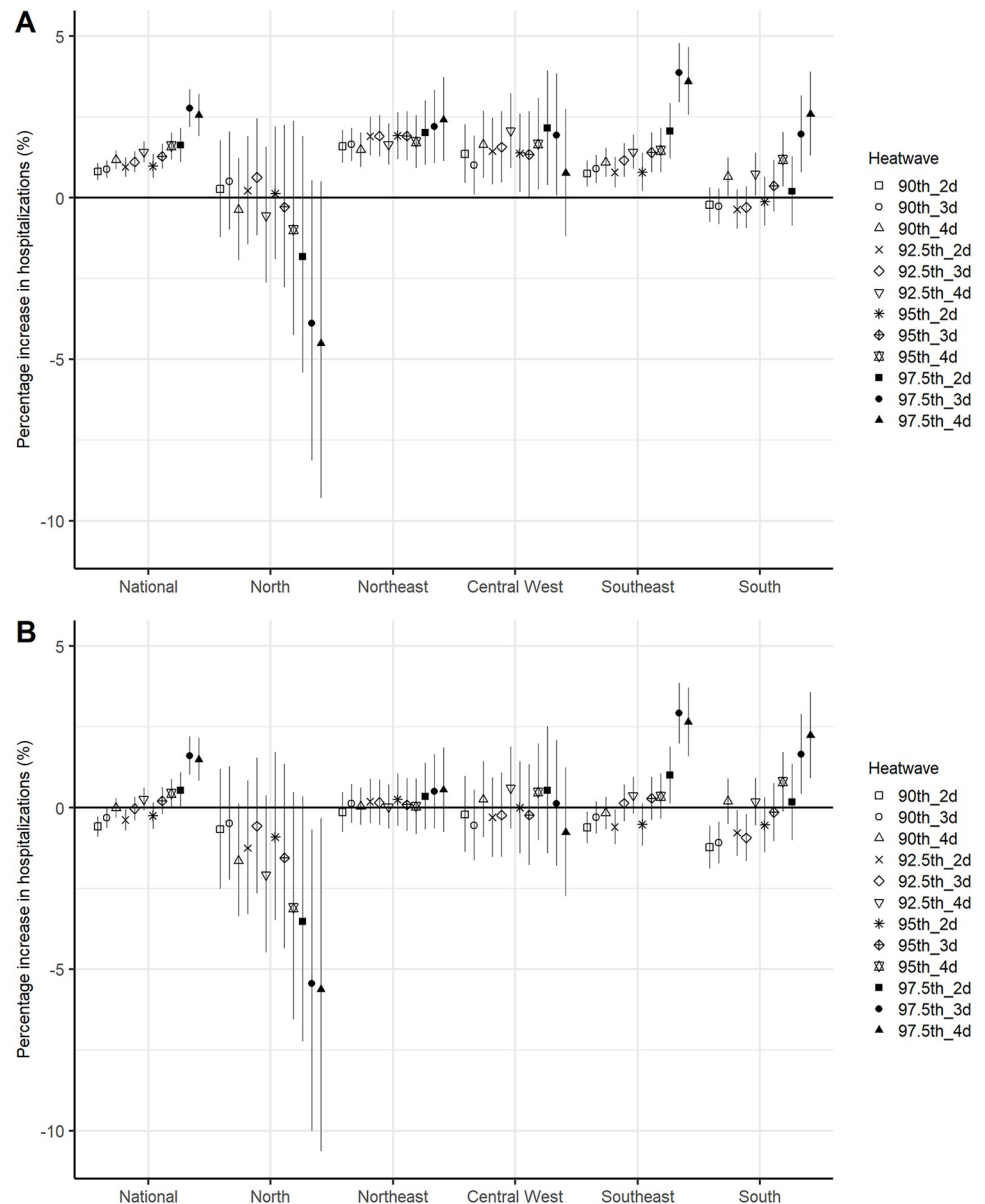 A
Percentage increase in hospitalizations (%)
5
0
-5
-10
National North Northeast Central West Southeast South
Heatwave
90th_2d
90th_3d
90th_4d
92.5th_2d
92.5th_3d
92.5th_4d
95th_2d
95th_3d
95th_4d
97.5th_2d
97.5th_3d
97.5th_4d
B
Percentage increase in hospitalizations (%)
5
0
-5
-10
National North Northeast Central West Southeast South
Heatwave
90th_2d
90th_3d
90th_4d
92.5th_2d
92.5th_3d
92.5th_4d
95th_2d
95th_3d
95th_4d
97.5th_2d
97.5th_3d
97.5th_4d